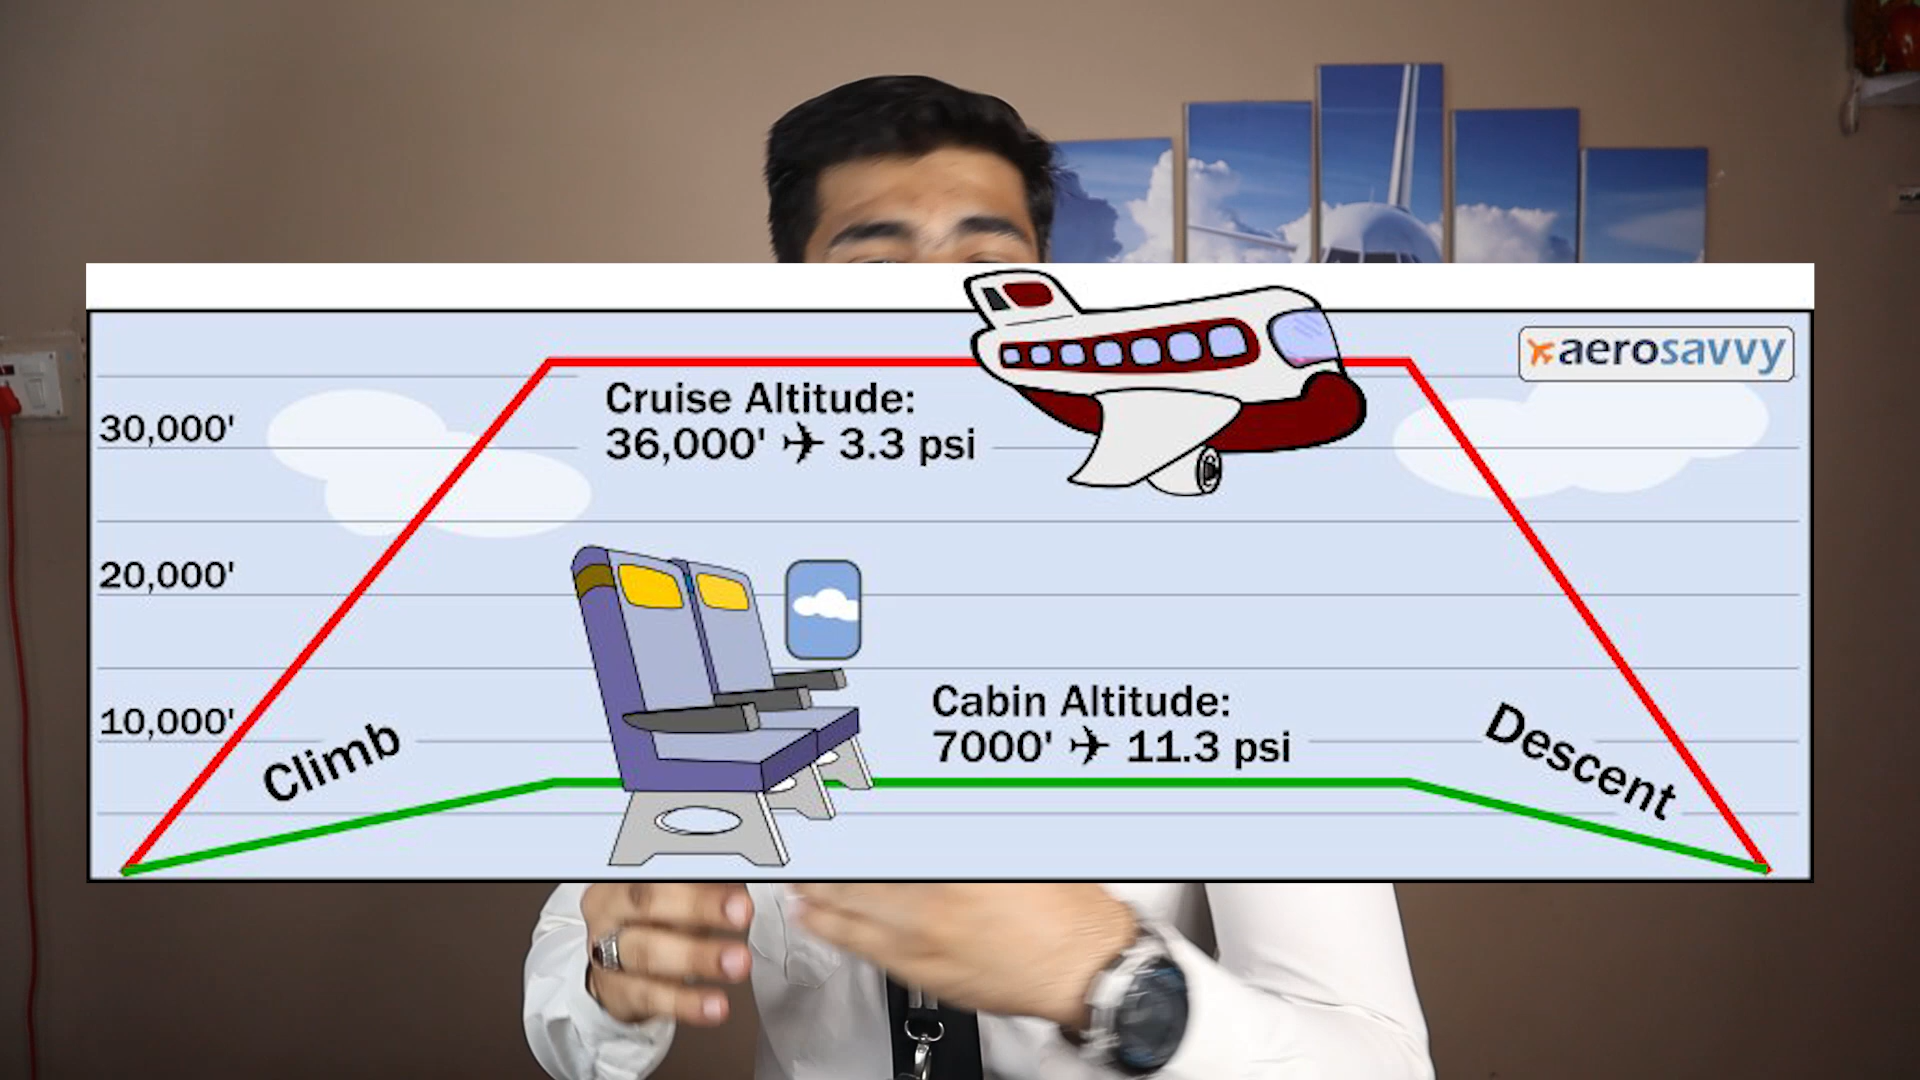 aerosavvy
Cruise Altitude:
36,000' ✈ 3.3 psi
30,000'
20,000'
10,000'
Climb
Cabin Altitude:
7000' ✈ 11.3 psi
Descent